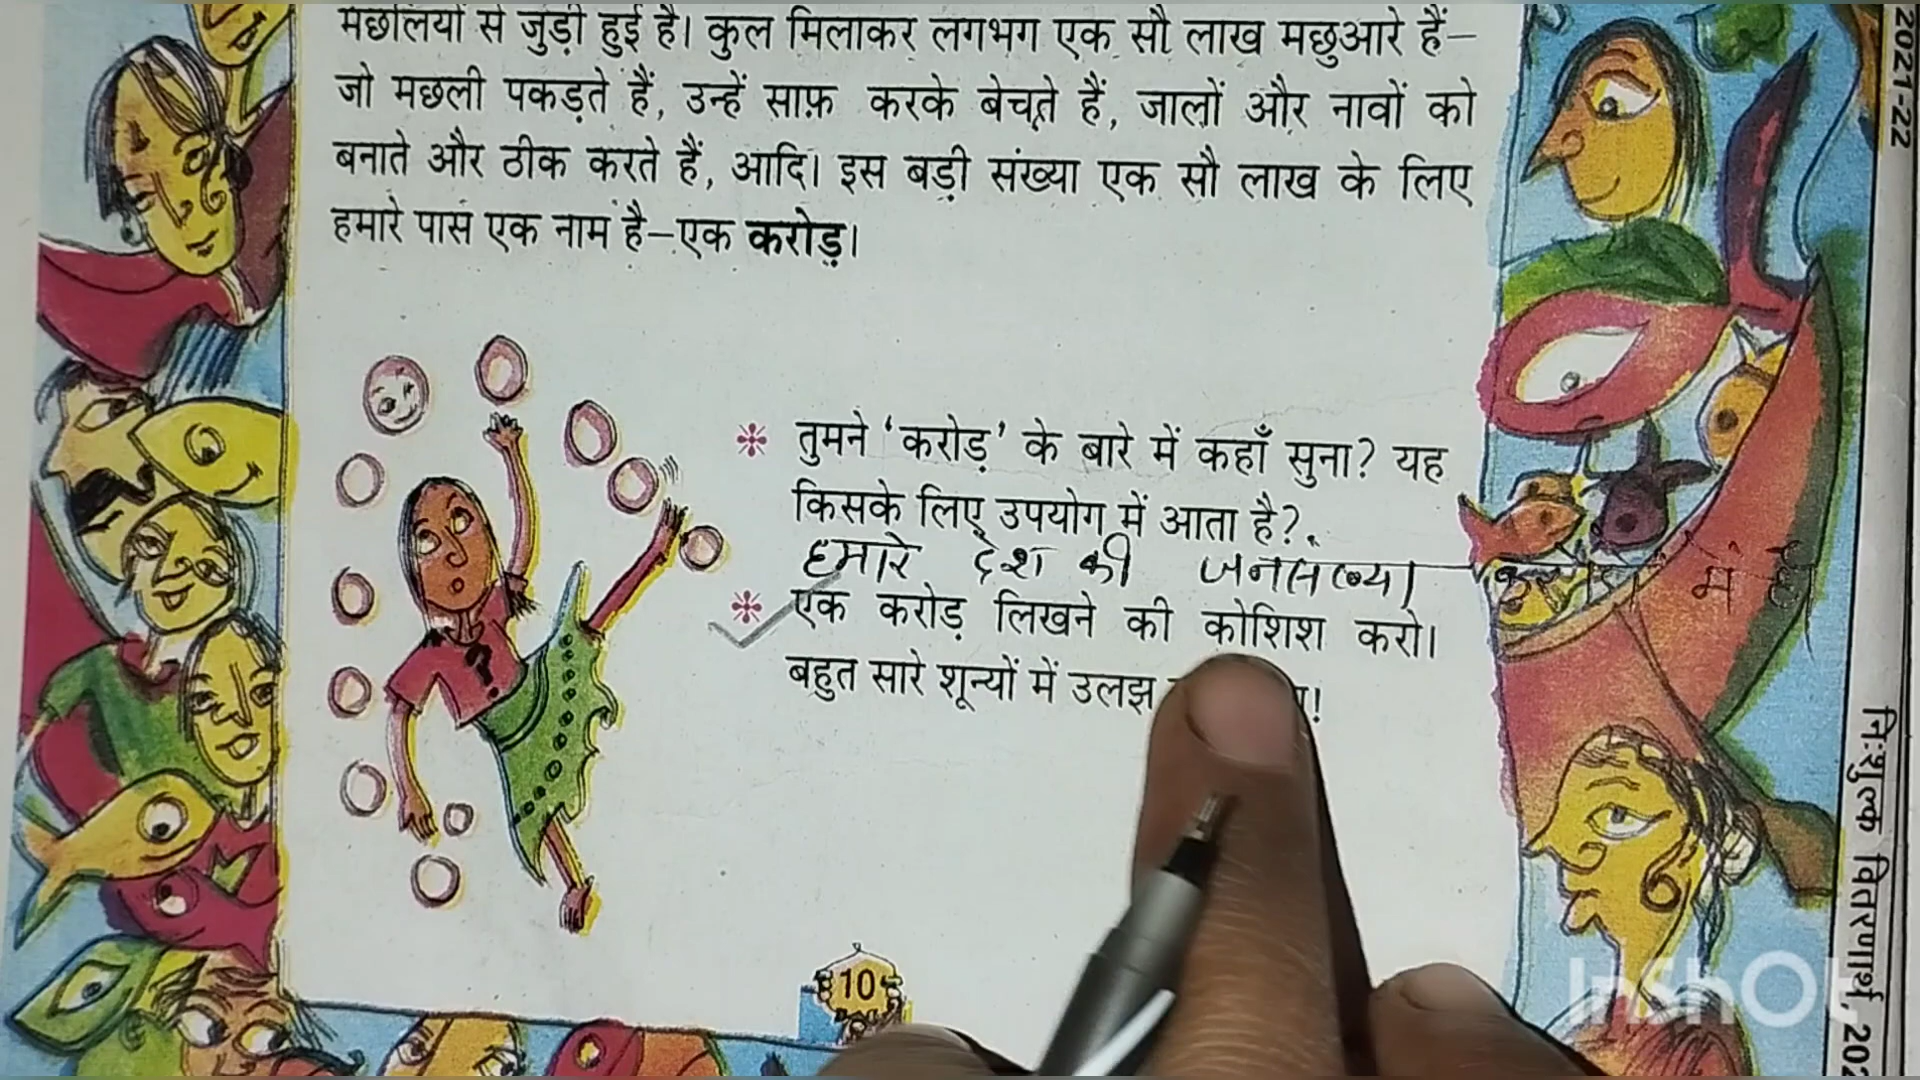 मछलियों से जुड़ी हुई है। कुल मिलाकर लगभग एक सौ लाख मछुआरे हैं–
जो मछली पकड़ते हैं, उन्हें साफ़ करके बेचते हैं, जालों और नावों को
बनाते और ठीक करते हैं, आदि। इस बड़ी संख्या एक सौ लाख के लिए
हमारे पास एक नाम है–एक करोड़।
तुमने ‘करोड़’ के बारे में कहाँ सुना? यह
किसके लिए उपयोग में आता है?
हमारे देश की जनसंख्या में है
एक करोड़ लिखने की कोशिश करो।
बहुत सारे शून्यों में उलझ
10
2021-22
निःशुल्क वितरणार्थ, 202
InShOt